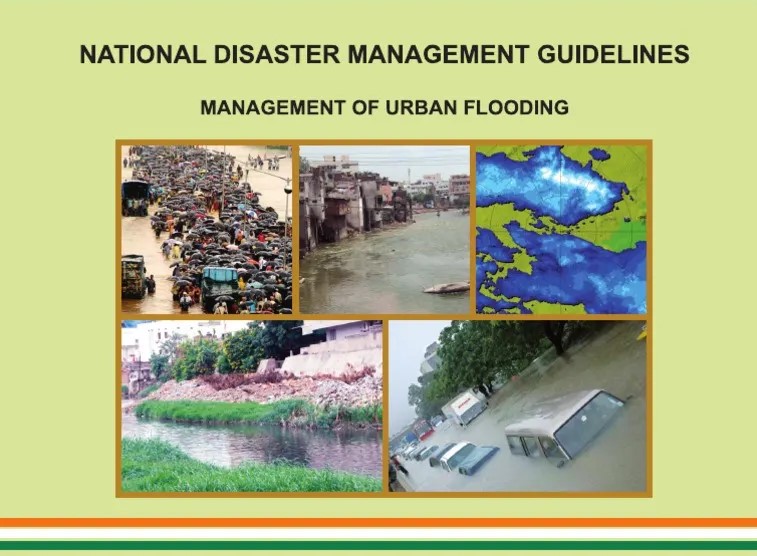 NATIONAL DISASTER MANAGEMENT GUIDELINES
MANAGEMENT OF URBAN FLOODING